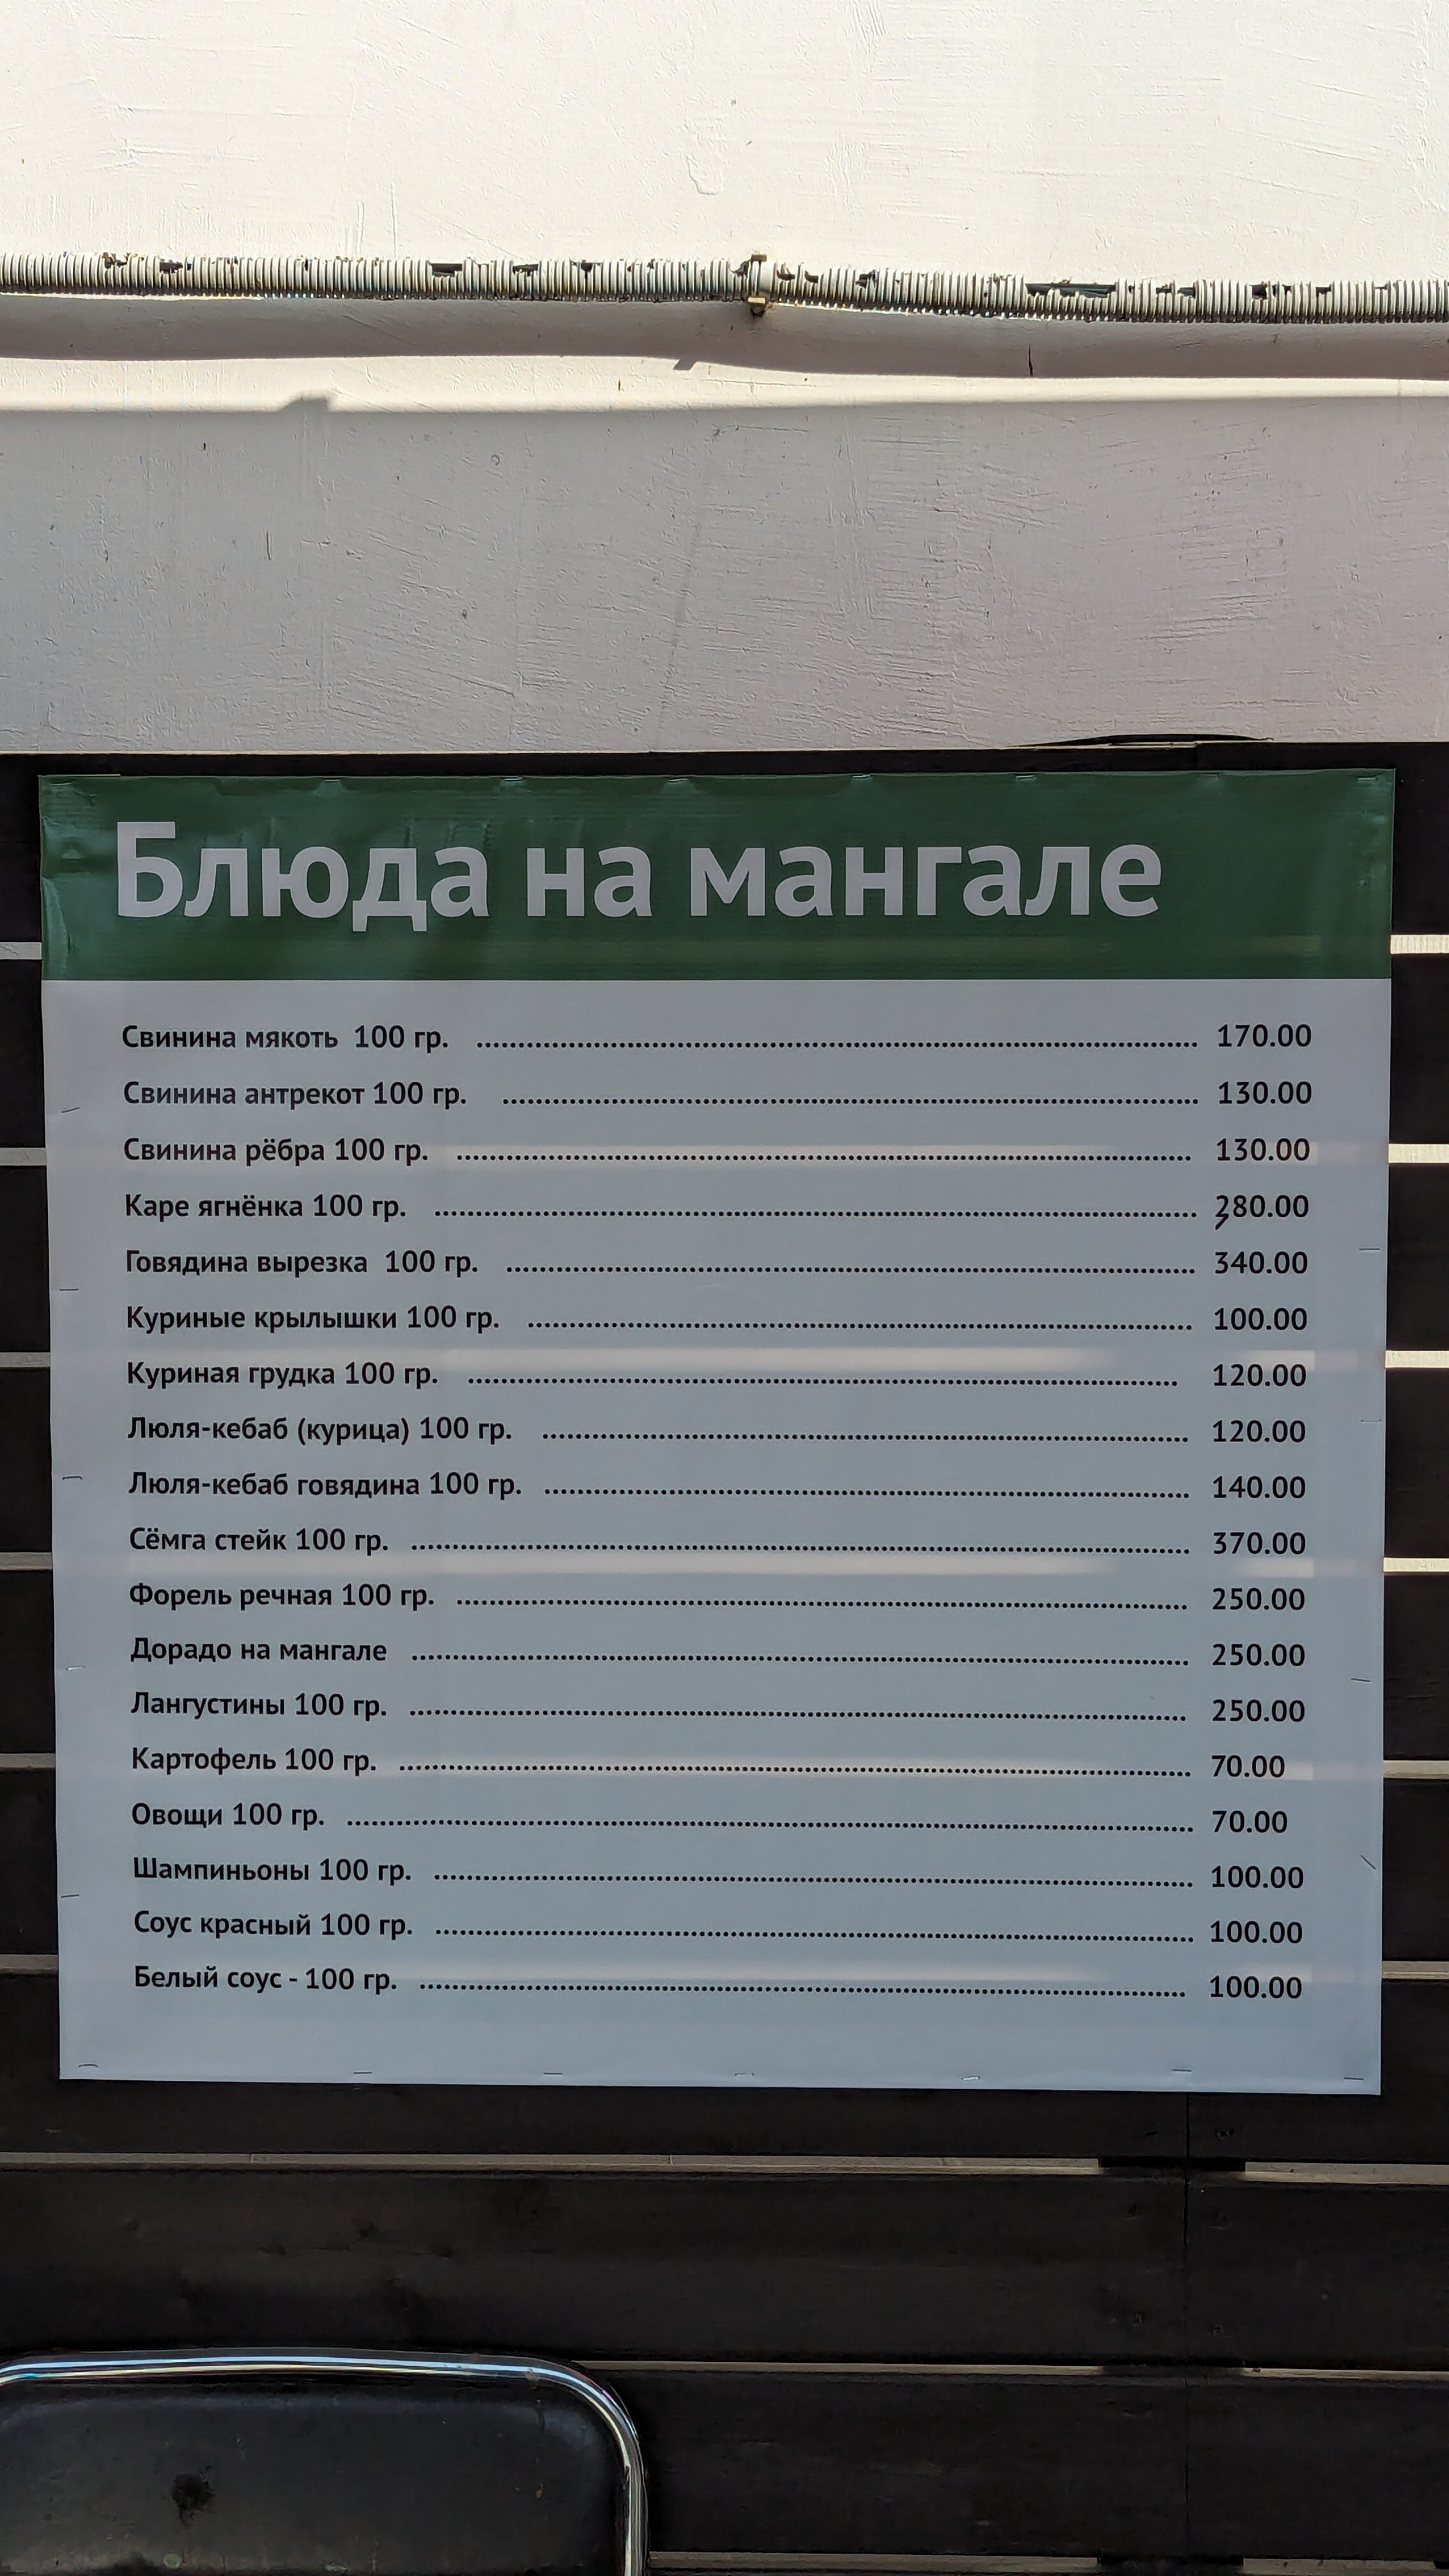 Блюда на мангале
Свинина мякоть 100 гр. ........ 170.00
Свинина антрекот 100 гр. ........ 130.00
Свинина рёбра 100 гр. ........ 130.00
Каре ягнёнка 100 гр. ........ 280.00
Говядина вырезка 100 гр. ........ 340.00
Куриные крылышки 100 гр. ........ 100.00
Куриная грудка 100 гр. ........ 120.00
Люля-кебаб (курица) 100 гр. ........ 120.00
Люля-кебаб говядина 100 гр. ........ 140.00
Сёмга стейк 100 гр. ........ 370.00
Форель речная 100 гр. ........ 250.00
Дорадо на мангале ........ 250.00
Лангустины 100 гр. ........ 250.00
Картофель 100 гр. ........ 70.00
Овощи 100 гр. ........ 70.00
Шампиньоны 100 гр. ........ 100.00
Соус красный 100 гр. ........ 100.00
Белый соус - 100 гр. ........ 100.00